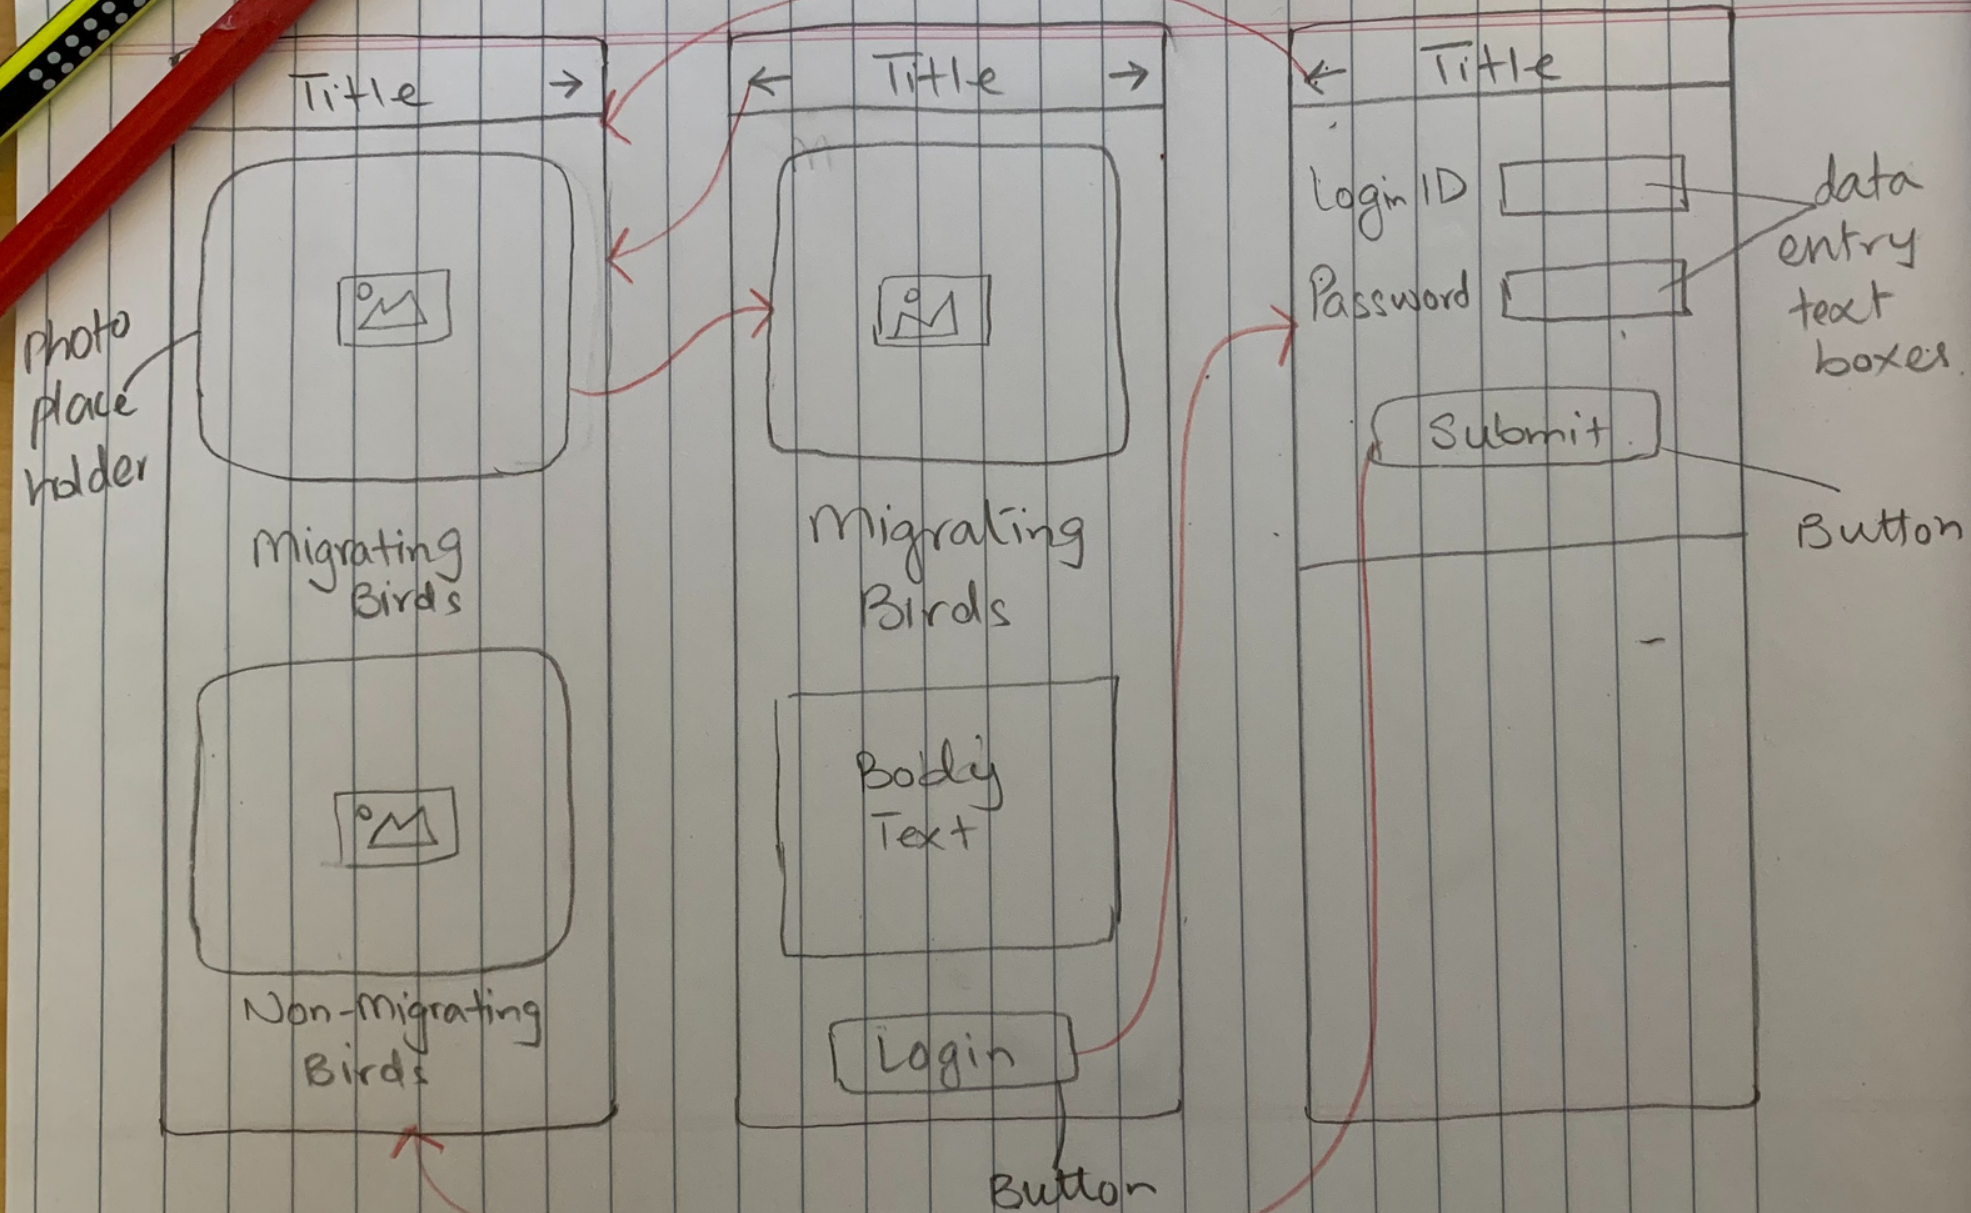 Title →
photo
place
holder
Migrating
Birds
Non-Migrating
Birds
← Title →
Migrating
Birds
Body
Text
Login
Button
← Title
Login ID
Password
Submit
data
entry
text
boxes.
Button